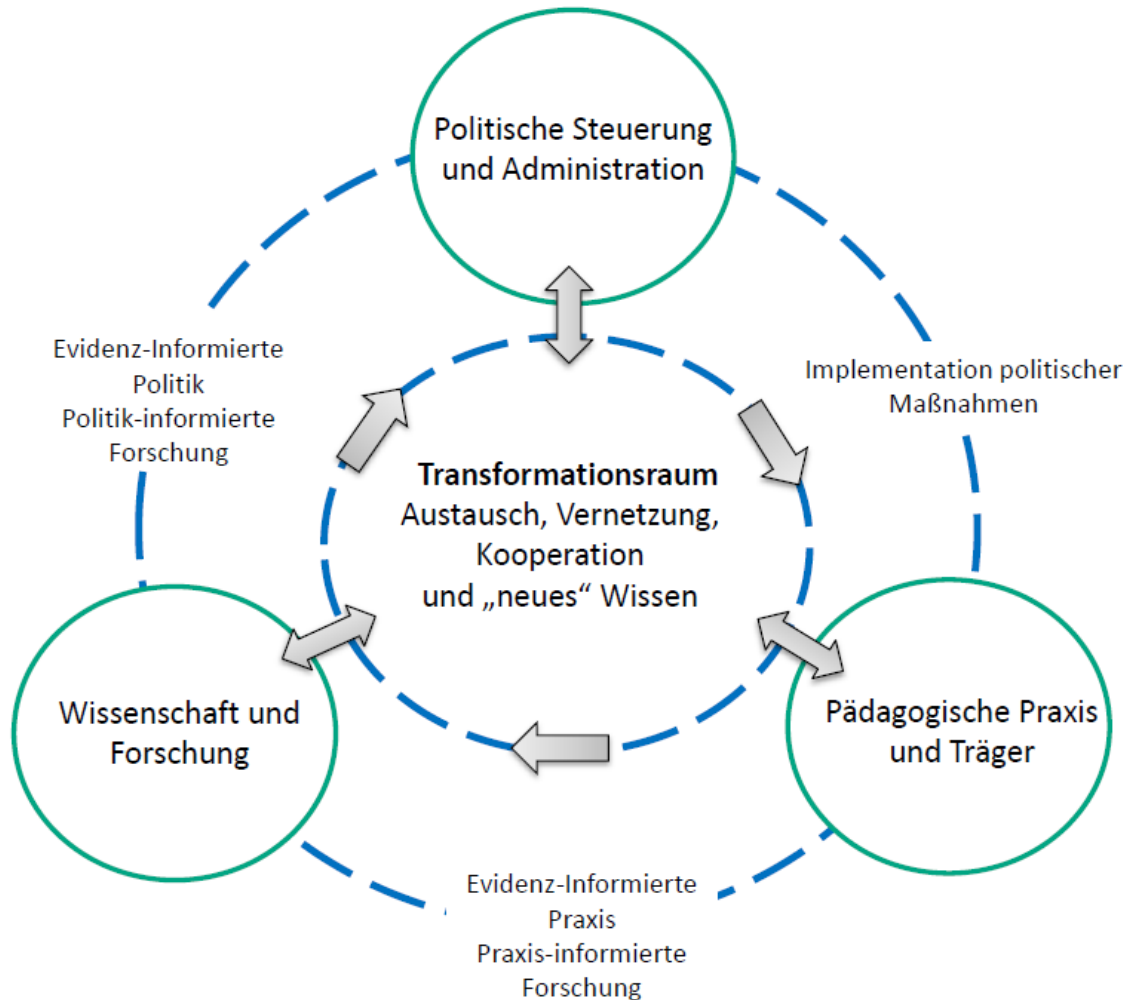 Politische Steuerung
und Administration
Evidenz-Informierte
Politik
Politik-informierte
Forschung
Implementation politischer
Maßnahmen
Transformationsraum
Austausch, Vernetzung,
Kooperation
und „neues“ Wissen
Wissenschaft und
Forschung
Pädagogische Praxis
und Träger
Evidenz-Informierte
Praxis
Praxis-informierte
Forschung